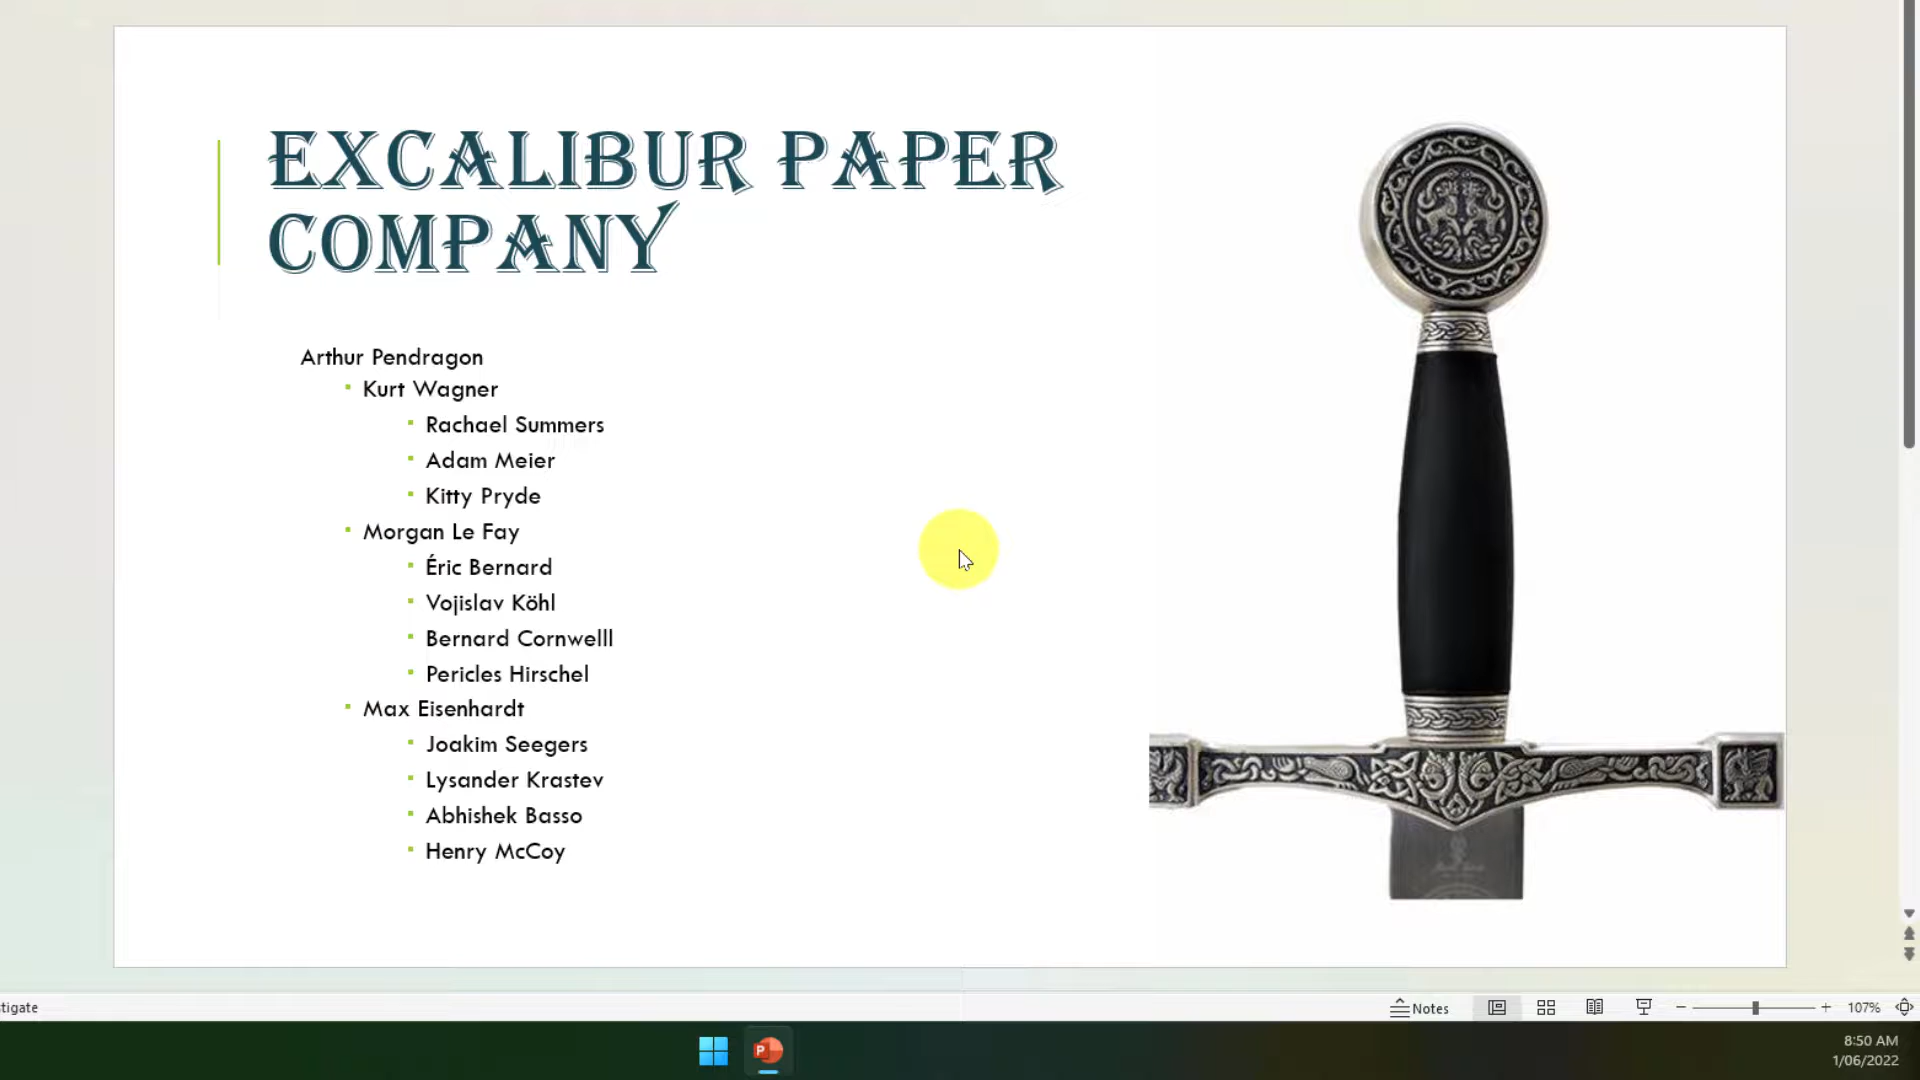 EXCALIBUR PAPER
COMPANY
Arthur Pendragon
Kurt Wagner
Rachael Summers
Adam Meier
Kitty Pryde
Morgan Le Fay
Éric Bernard
Vojislav Köhl
Bernard Cornwelll
Pericles Hirschel
Max Eisenhardt
Joakim Seegers
Lysander Krastev
Abhishek Basso
Henry McCoy
tigate
Notes
107%
P
8:50 AM
1/06/2022